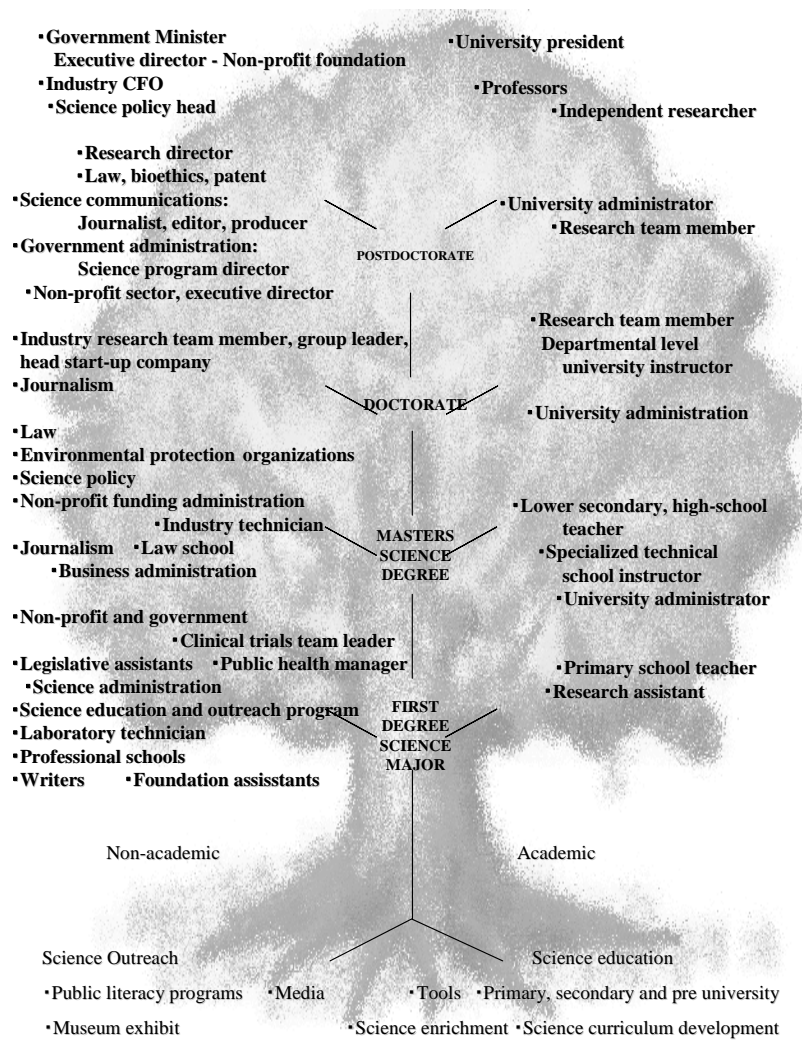 ▪Government Minister
Executive director - Non-profit foundation
▪University president
▪Industry CFO
▪Professors
▪Science policy head
▪Independent researcher
▪Research director
▪Law, bioethics, patent
▪Science communications:
Journalist, editor, producer
▪University administrator
▪Research team member
▪Government administration:
Science program director
▪Non-profit sector, executive director
POSTDOCTORATE
▪Industry research team member, group leader,
head start-up company
▪Journalism
▪Research team member
Departmental level
university instructor
DOCTORATE
▪University administration
▪Law
▪Environmental protection organizations
▪Science policy
▪Non-profit funding administration
▪Industry technician
▪Journalism ▪Law school
▪Business administration
MASTERS
SCIENCE
DEGREE
▪Lower secondary, high-school
teacher
▪Specialized technical
school instructor
▪University administrator
▪Non-profit and government
▪Clinical trials team leader
▪Legislative assistants ▪Public health manager
▪Science administration
▪Science education and outreach program
▪Laboratory technician
▪Professional schools
▪Writers ▪Foundation assisstants
FIRST
DEGREE
SCIENCE
MAJOR
▪Primary school teacher
▪Research assistant
Non-academic
Academic
Science Outreach
Science education
▪Public literacy programs ▪Media ▪Tools ▪Primary, secondary and pre university
▪Museum exhibit ▪Science enrichment ▪Science curriculum development